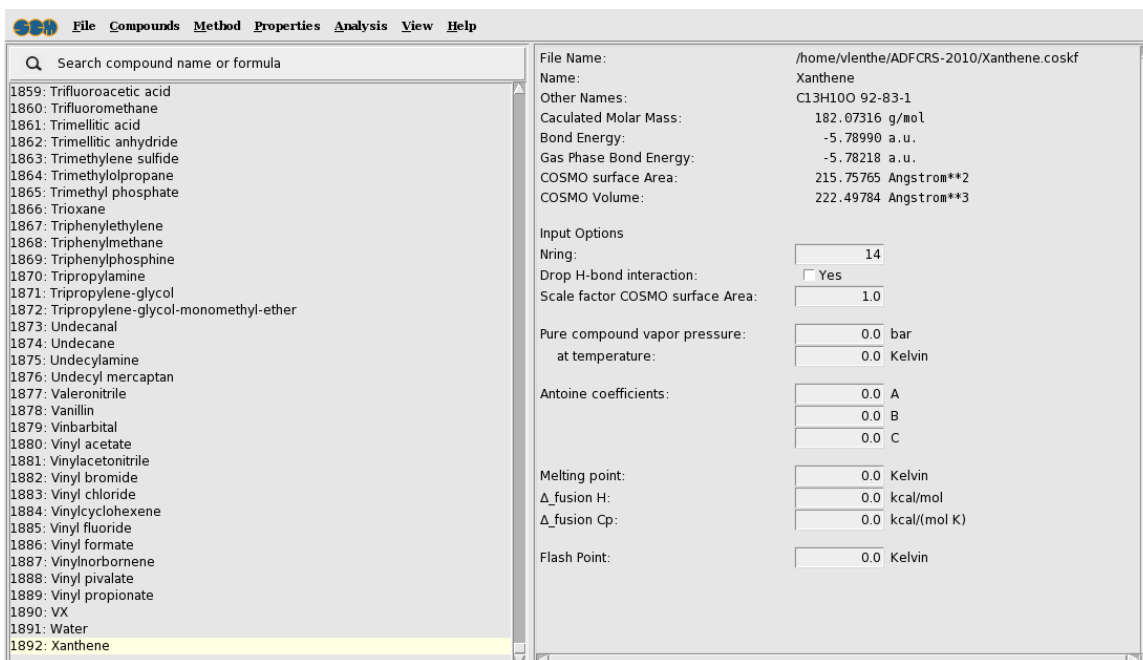 SCM File Compounds Method Properties Analysis View Help
Search compound name or formula
1859: Trifluoroacetic acid
1860: Trifluoromethane
1861: Trimellitic acid
1862: Trimellitic anhydride
1863: Trimethylene sulfide
1864: Trimethylolpropane
1865: Trimethyl phosphate
1866: Trioxane
1867: Triphenylethylene
1868: Triphenylmethane
1869: Triphenylphosphine
1870: Tripropylamine
1871: Tripropylene-glycol
1872: Tripropylene-glycol-monomethyl-ether
1873: Undecanal
1874: Undecane
1875: Undecylamine
1876: Undecyl mercaptan
1877: Valeronitrile
1878: Vanillin
1879: Vinbarbital
1880: Vinyl acetate
1881: Vinylacetonitrile
1882: Vinyl bromide
1883: Vinyl chloride
1884: Vinylcyclohexene
1885: Vinyl fluoride
1886: Vinyl formate
1887: Vinylnorbornene
1888: Vinyl pivalate
1889: Vinyl propionate
1890: VX
1891: Water
1892: Xanthene
File Name: /home/vlenthe/ADFCRS-2010/Xanthene.coskf
Name: Xanthene
Other Names: C13H10O 92-83-1
Caculated Molar Mass: 182.07316 g/mol
Bond Energy: -5.78990 a.u.
Gas Phase Bond Energy: -5.78218 a.u.
COSMO surface Area: 215.75765 Angstrom**2
COSMO Volume: 222.49784 Angstrom**3
Input Options
Nring: 14
Drop H-bond interaction: Yes
Scale factor COSMO surface Area: 1.0
Pure compound vapor pressure: 0.0 bar
at temperature: 0.0 Kelvin
Antoine coefficients: 0.0 A
0.0 B
0.0 C
Melting point: 0.0 Kelvin
Δ_fusion H: 0.0 kcal/mol
Δ_fusion Cp: 0.0 kcal/(mol K)
Flash Point: 0.0 Kelvin